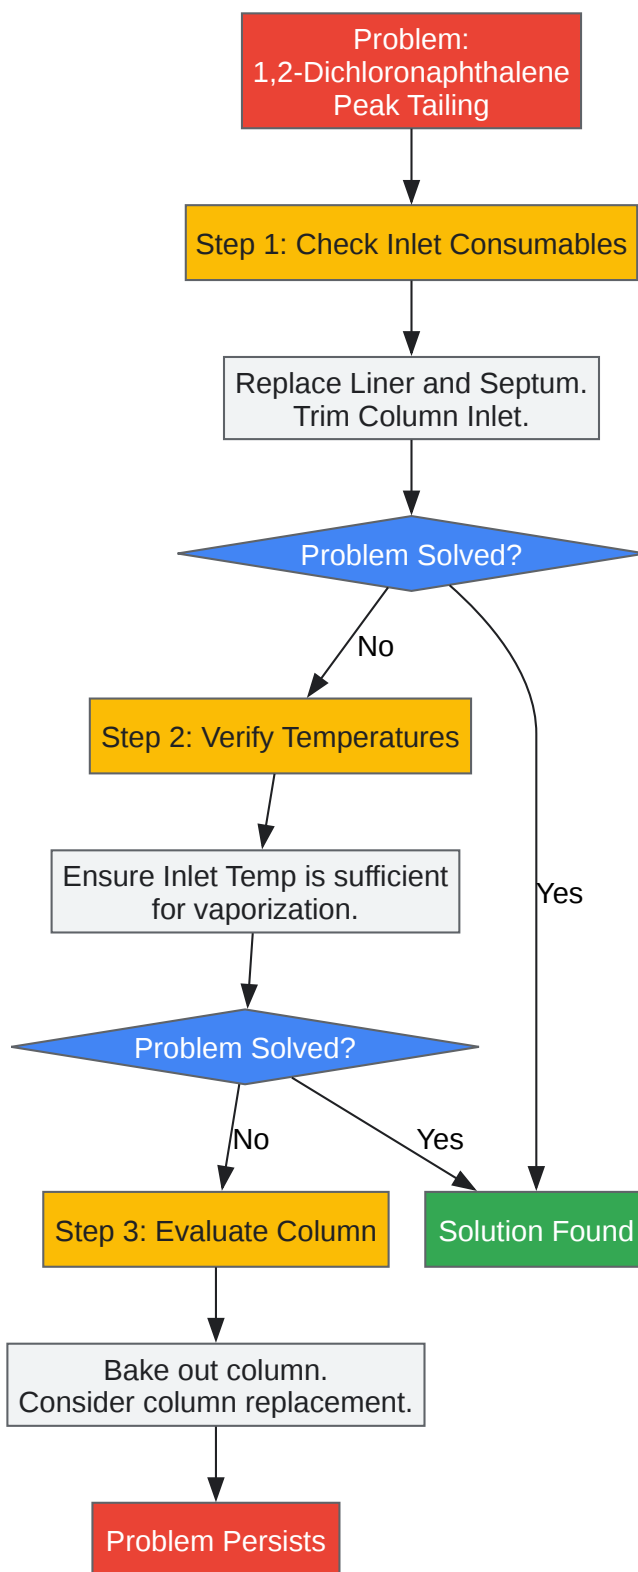 Problem:
1,2-Dichloronaphthalene
Peak Tailing
Step 1: Check Inlet Consumables
Replace Liner and Septum.
Trim Column Inlet.
Problem Solved?
No
Step 2: Verify Temperatures
Ensure Inlet Temp is sufficient
for vaporization.
Yes
Problem Solved?
No
Yes
Step 3: Evaluate Column
Solution Found
Bake out column.
Consider column replacement.
Problem Persists